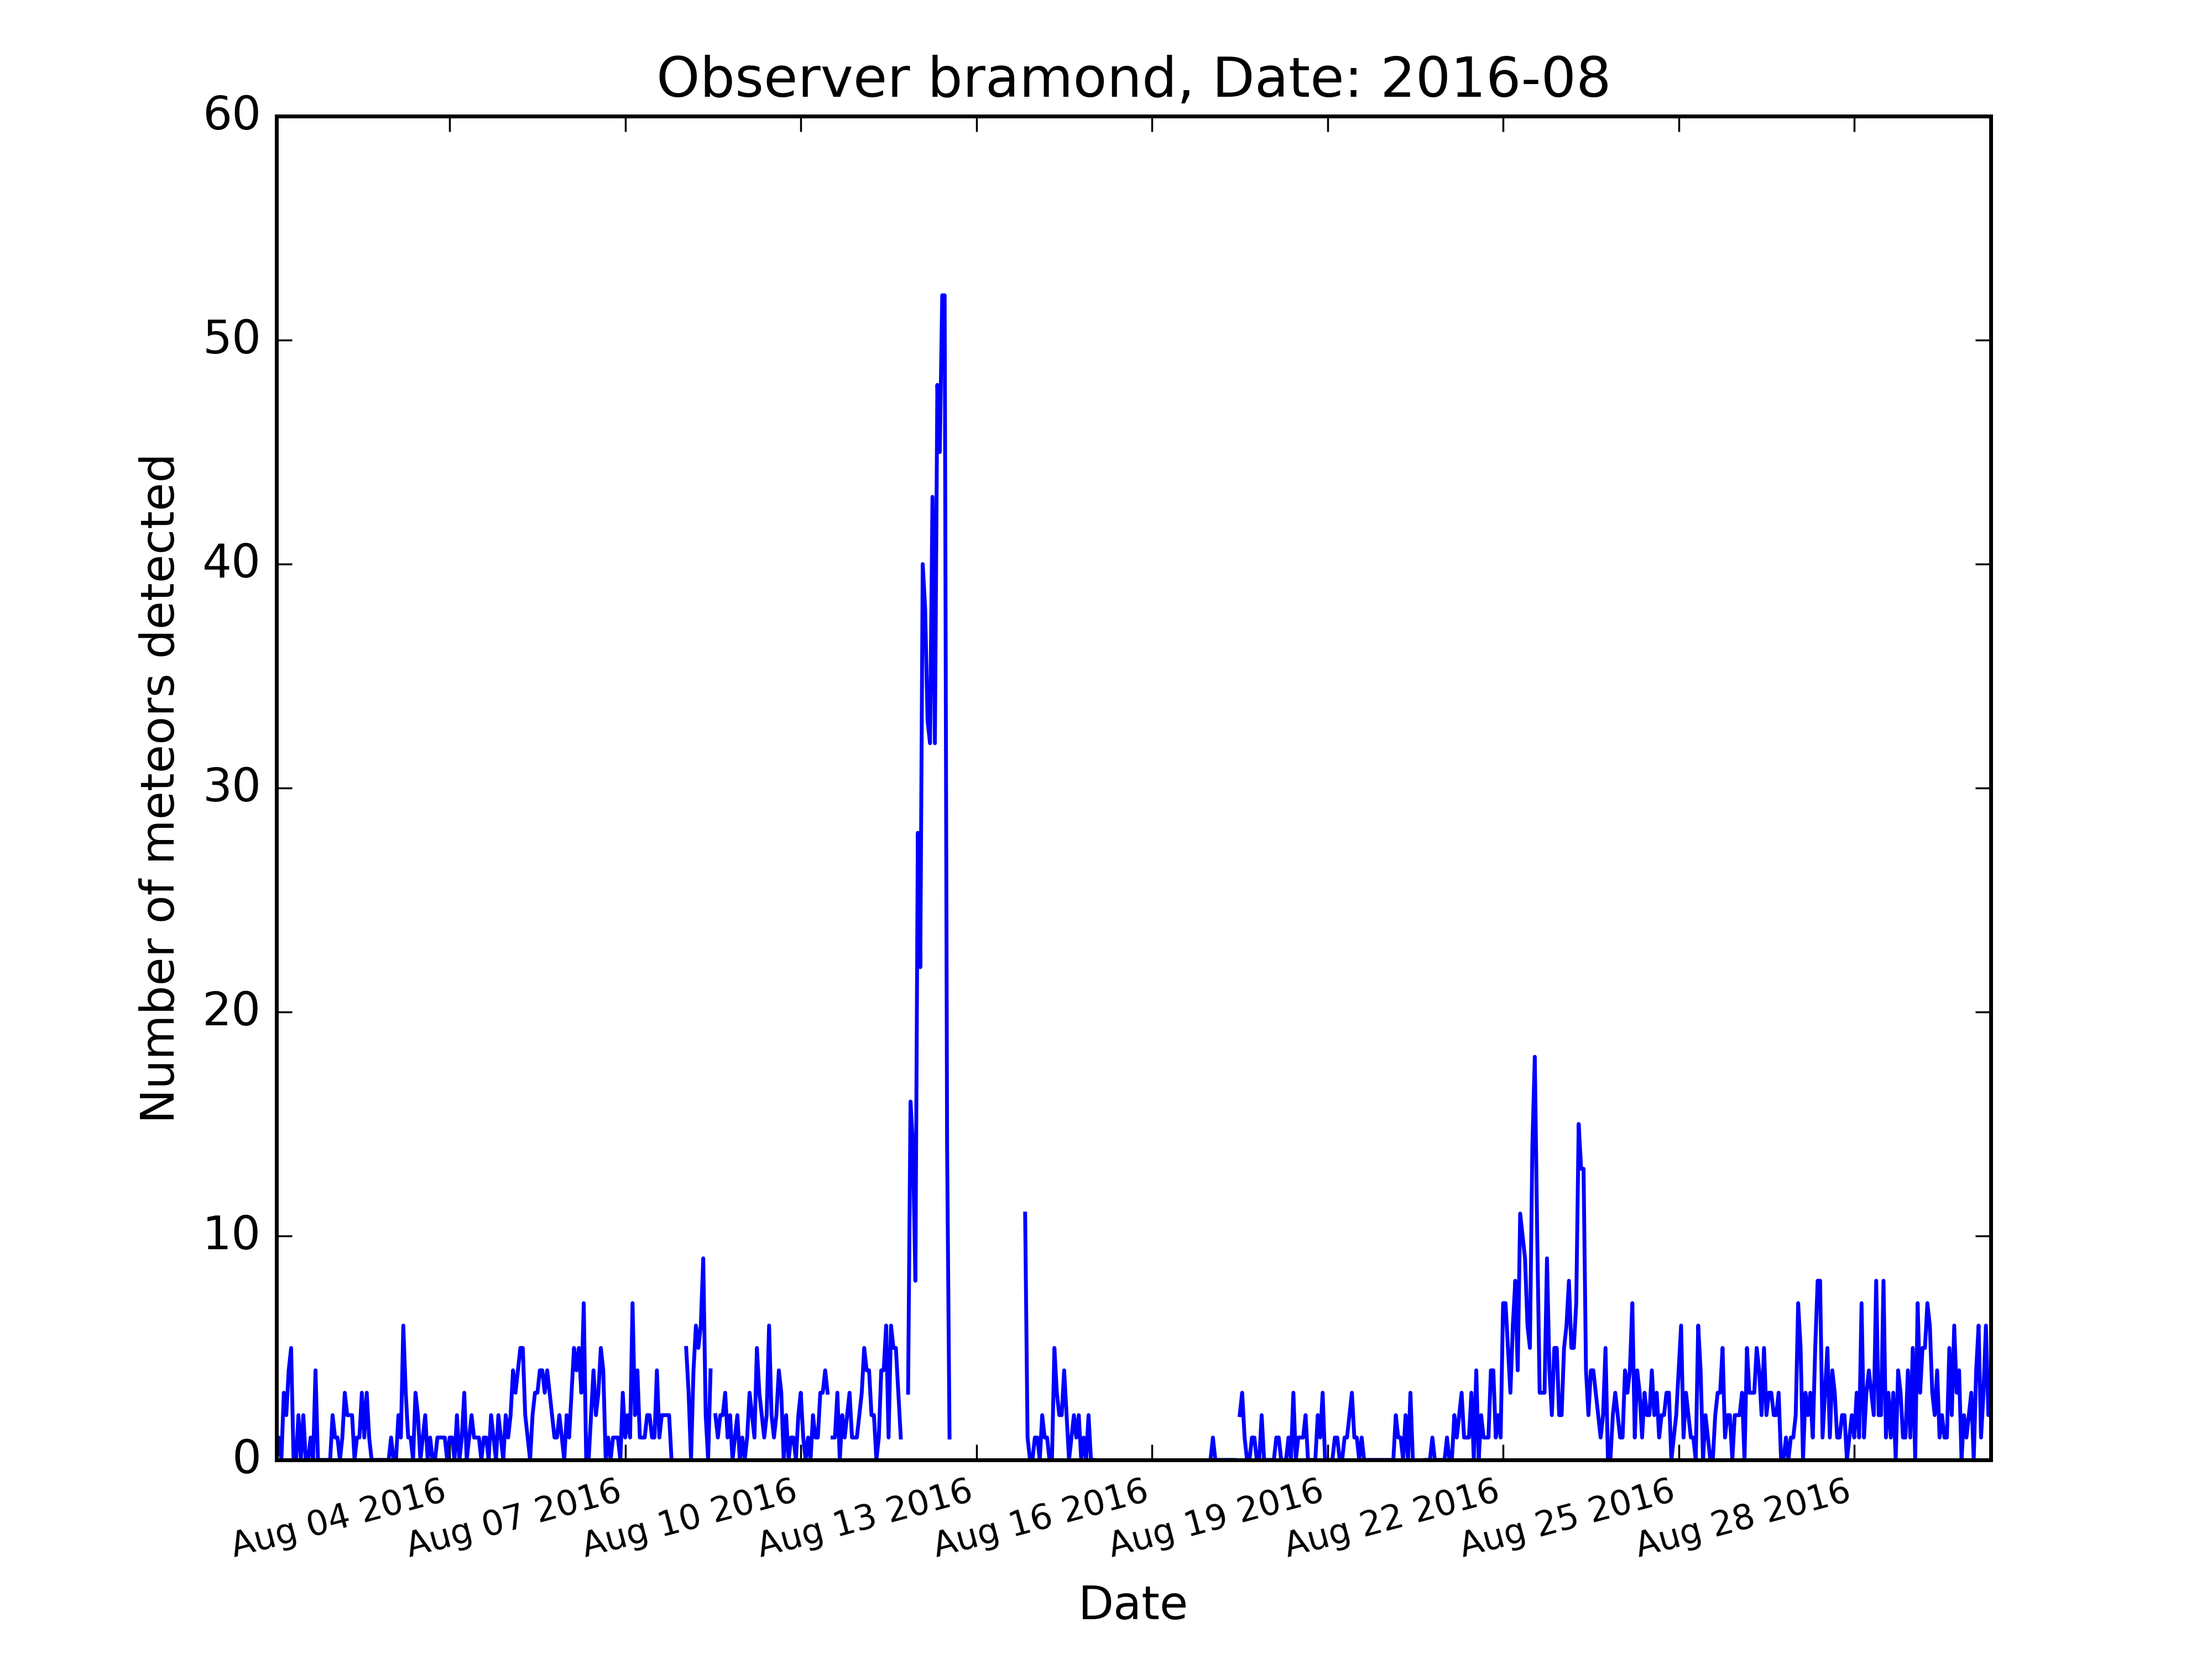 Observer bramond, Date: 2016-08
60
50
40
30
20
10
0
Number of meteors detected
Aug 04 2016
Aug 07 2016
Aug 10 2016
Aug 13 2016
Aug 16 2016
Aug 19 2016
Aug 22 2016
Aug 25 2016
Aug 28 2016
Date